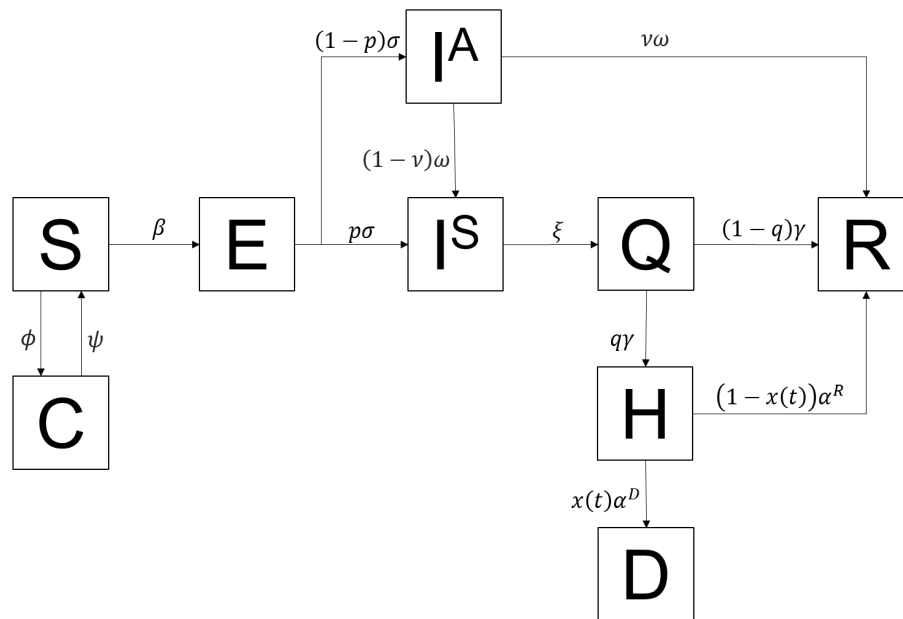 (1 − p)σ
I^A
νω
(1 − ν)ω
S
β
E
pσ
I^S
ξ
Q
(1 − q)γ
R
ϕ
ψ
qγ
C
H
(1 − x(t))α^R
x(t)α^D
D